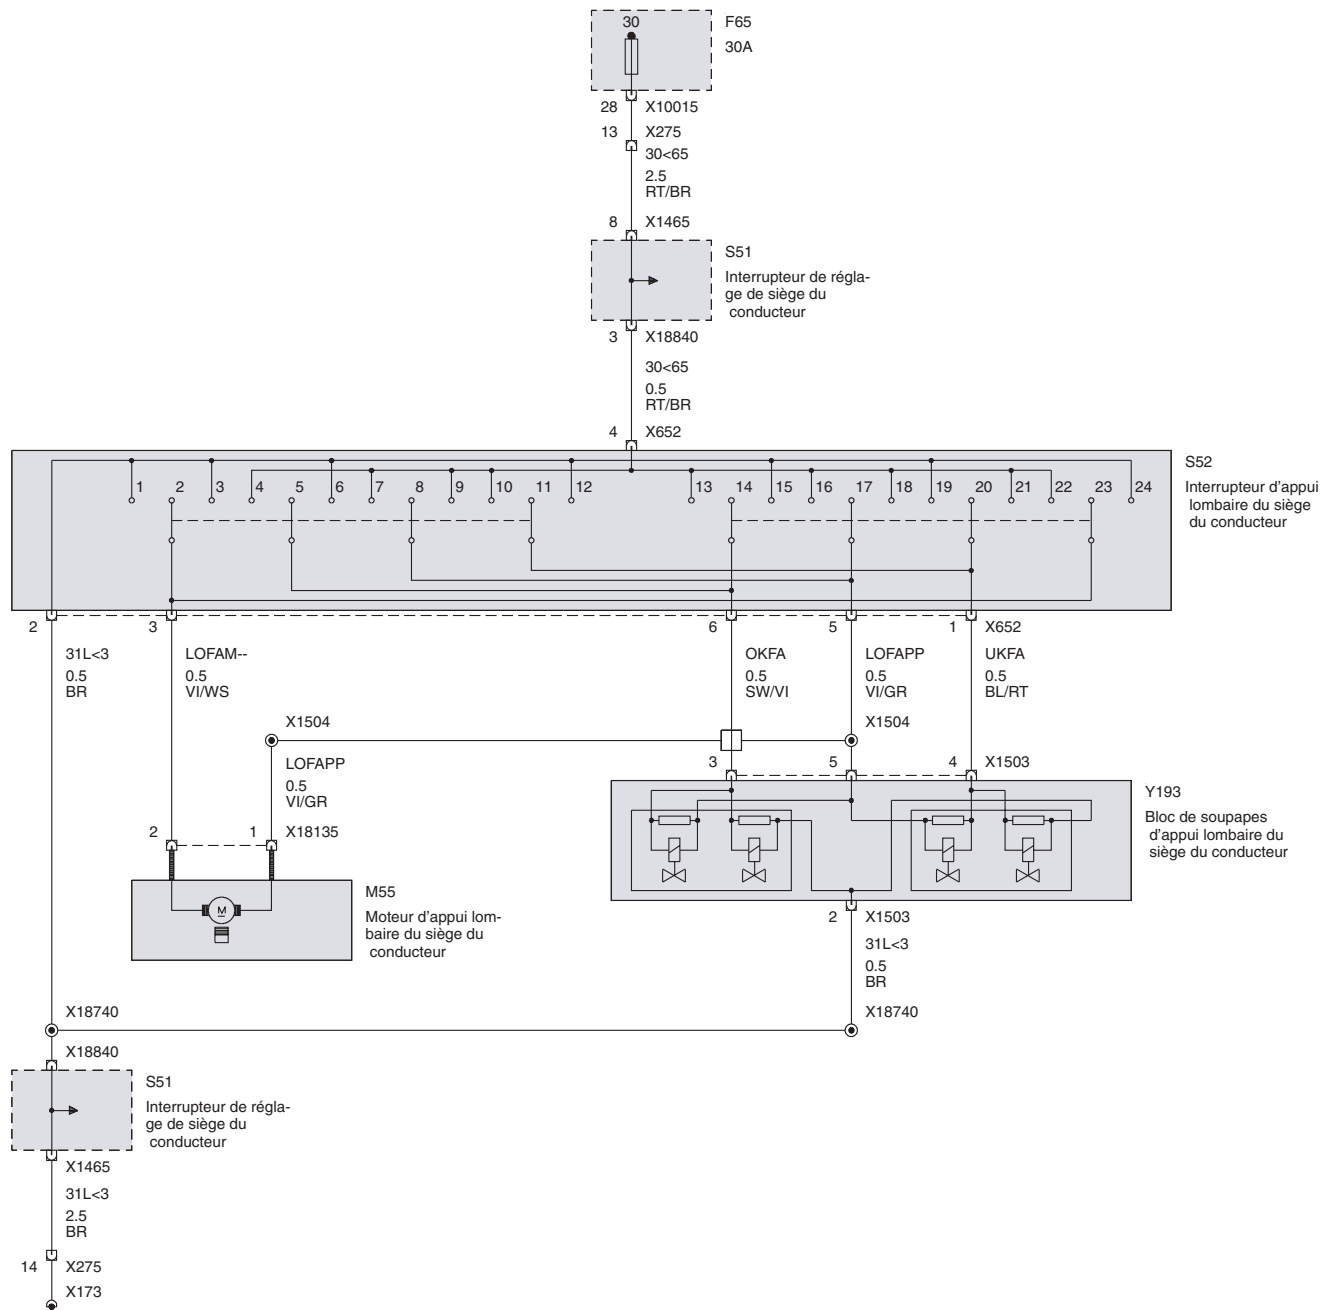 30
F65
30A
28 X10015
13 X275
30<65
2.5
RT/BR
8 X1465
S51
Interrupteur de régla-
ge de siège du
conducteur
3 X18840
30<65
0.5
RT/BR
4 X652
S52
Interrupteur d'appui
lombaire du siège
du conducteur
1 2 3 4 5 6 7 8 9 10 11 12 13 14 15 16 17 18 19 20 21 22 23 24
2 3 6 5 1 X652
31L<3
0.5
BR
LOFAM--
0.5
VI/WS
OKFA
0.5
SW/VI
LOFAPP
0.5
VI/GR
UKFA
0.5
BL/RT
X1504
X1504
LOFAPP
0.5
VI/GR
3 5 4 X1503
Y193
Bloc de soupapes
d'appui lombaire du
siège du conducteur
2 1 X18135
M
M55
Moteur d'appui lom-
baire du siège du
conducteur
2 X1503
31L<3
0.5
BR
X18740
X18740
X18840
S51
Interrupteur de régla-
ge de siège du
conducteur
X1465
31L<3
2.5
BR
14 X275
X173